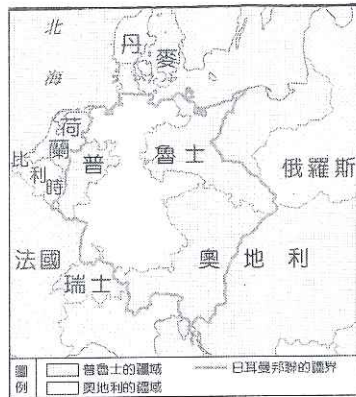 北海
丹麥
荷蘭
比利時
普魯士
俄羅斯
法國
瑞士
奧地利
圖例
普魯士的疆域
日耳曼邦聯的疆界
奧地利的疆域